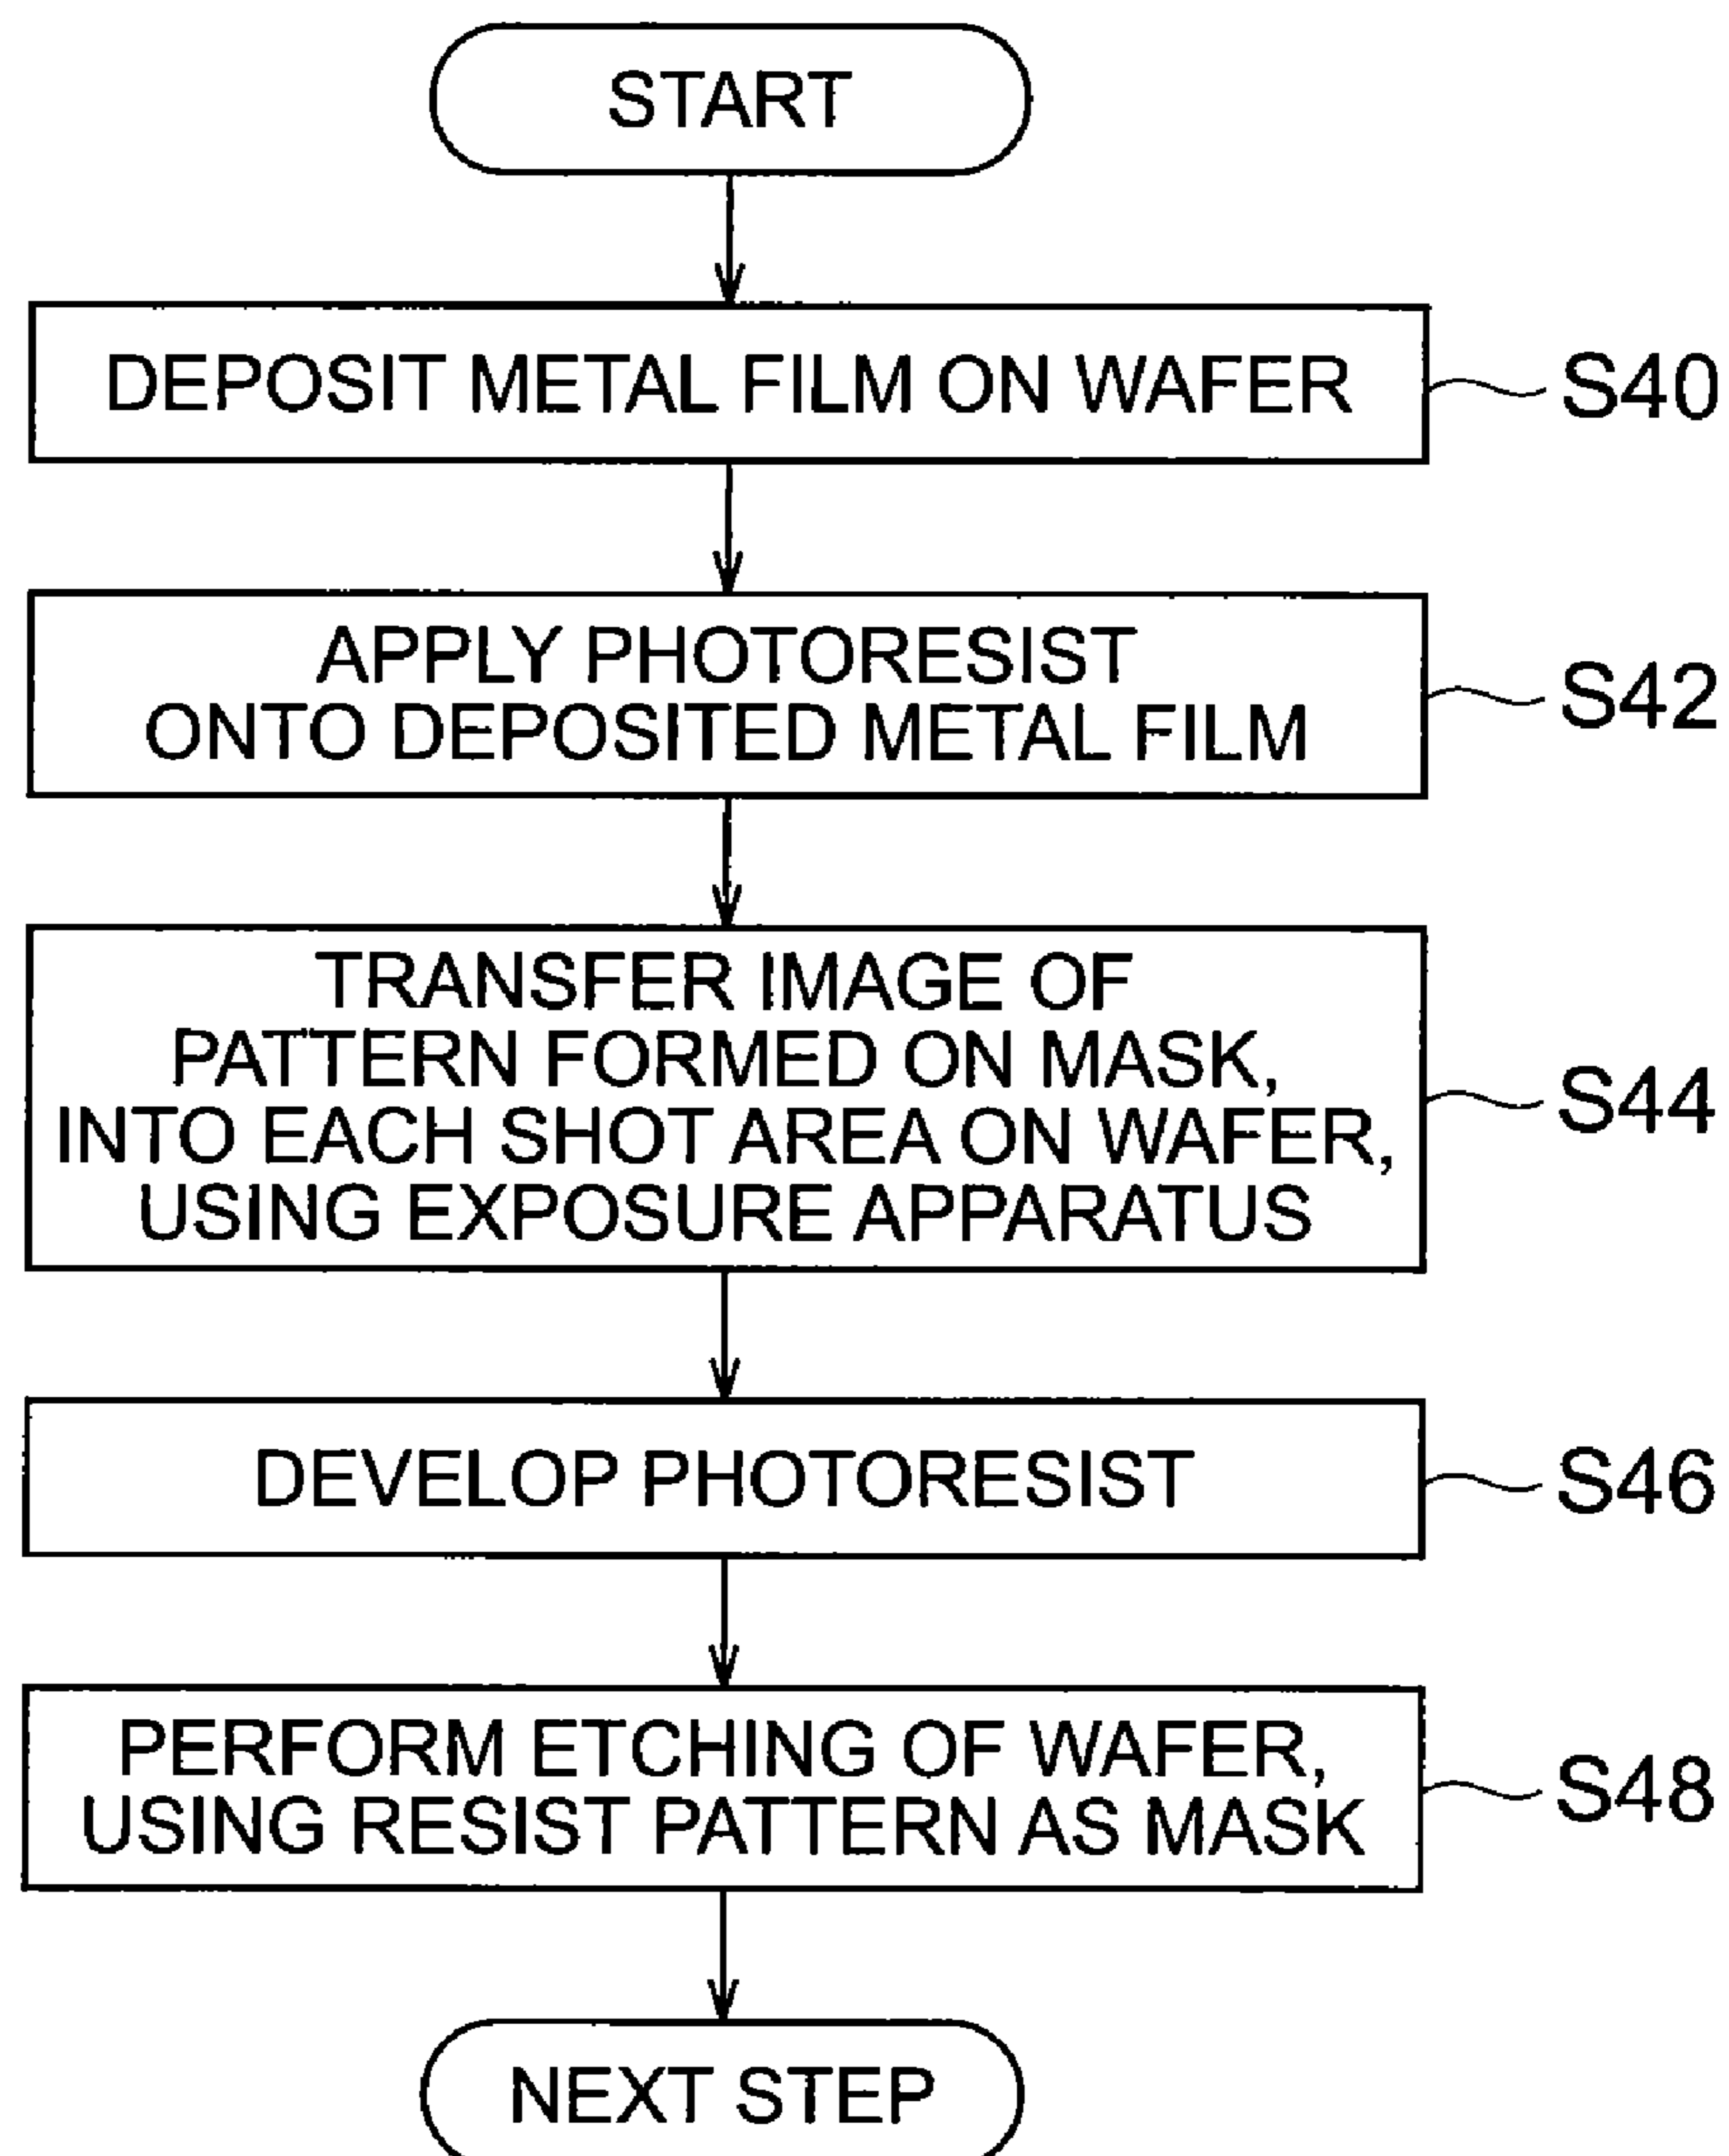 START
DEPOSIT METAL FILM ON WAFER
S40
APPLY PHOTORESIST
ONTO DEPOSITED METAL FILM
S42
TRANSFER IMAGE OF
PATTERN FORMED ON MASK,
INTO EACH SHOT AREA ON WAFER,
USING EXPOSURE APPARATUS
S44
DEVELOP PHOTORESIST
S46
PERFORM ETCHING OF WAFER,
USING RESIST PATTERN AS MASK
S48
NEXT STEP